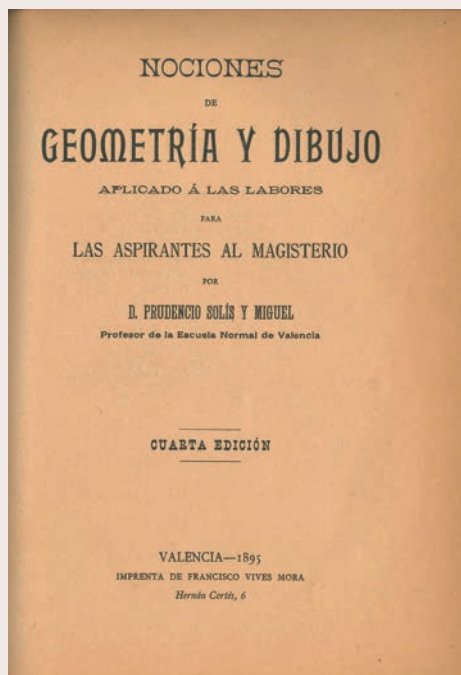 NOCIONES
DE
GEOMETRÍA Y DIBUJO
APLICADO Á LAS LABORES
PARA
LAS ASPIRANTES AL MAGISTERIO
POR
D. PRUDENCIO SOLÍS Y MIGUEL
Profesor de la Escuela Normal de Valencia
CUARTA EDICIÓN
VALENCIA—1895
IMPRENTA DE FRANCISCO VIVES MORA
Hernán Cortés, 6